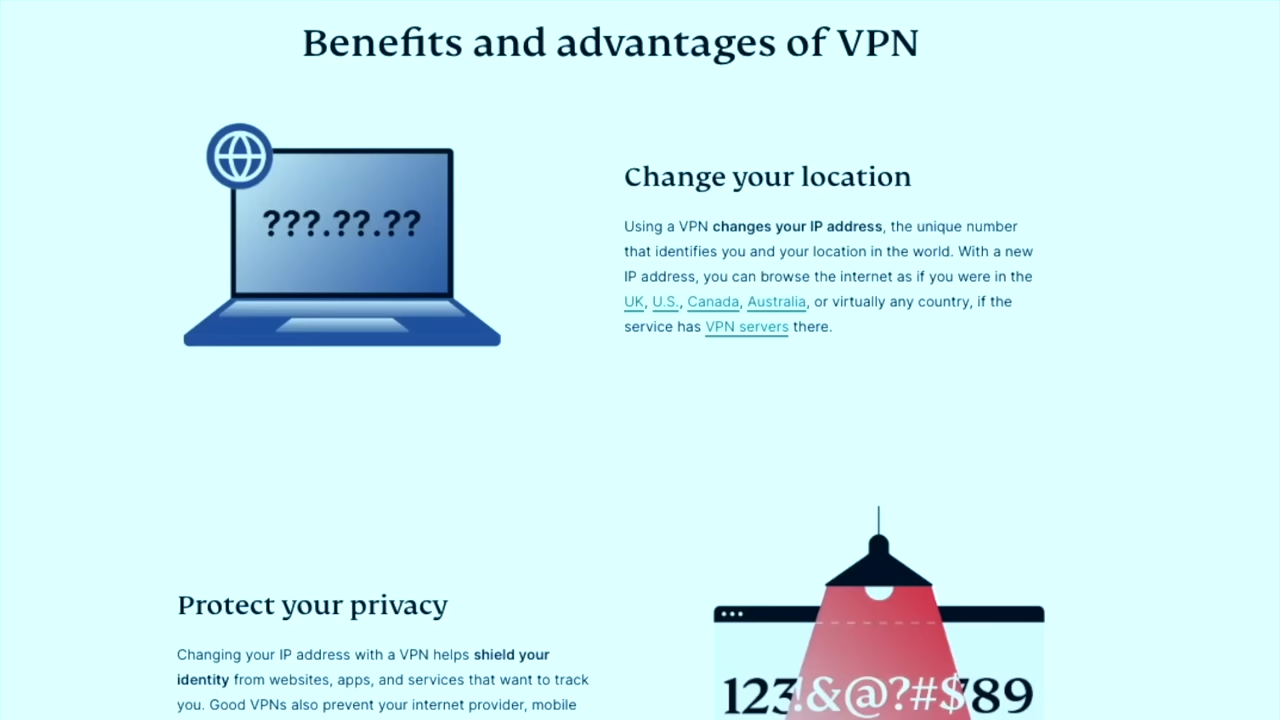 Benefits and advantages of VPN
???.??.??
Change your location
Using a VPN changes your IP address, the unique number
that identifies you and your location in the world. With a new
IP address, you can browse the internet as if you were in the
UK, U.S., Canada, Australia, or virtually any country, if the
service has VPN servers there.
Protect your privacy
Changing your IP address with a VPN helps shield your
identity from websites, apps, and services that want to track
you. Good VPNs also prevent your internet provider, mobile
123!&@?#$789